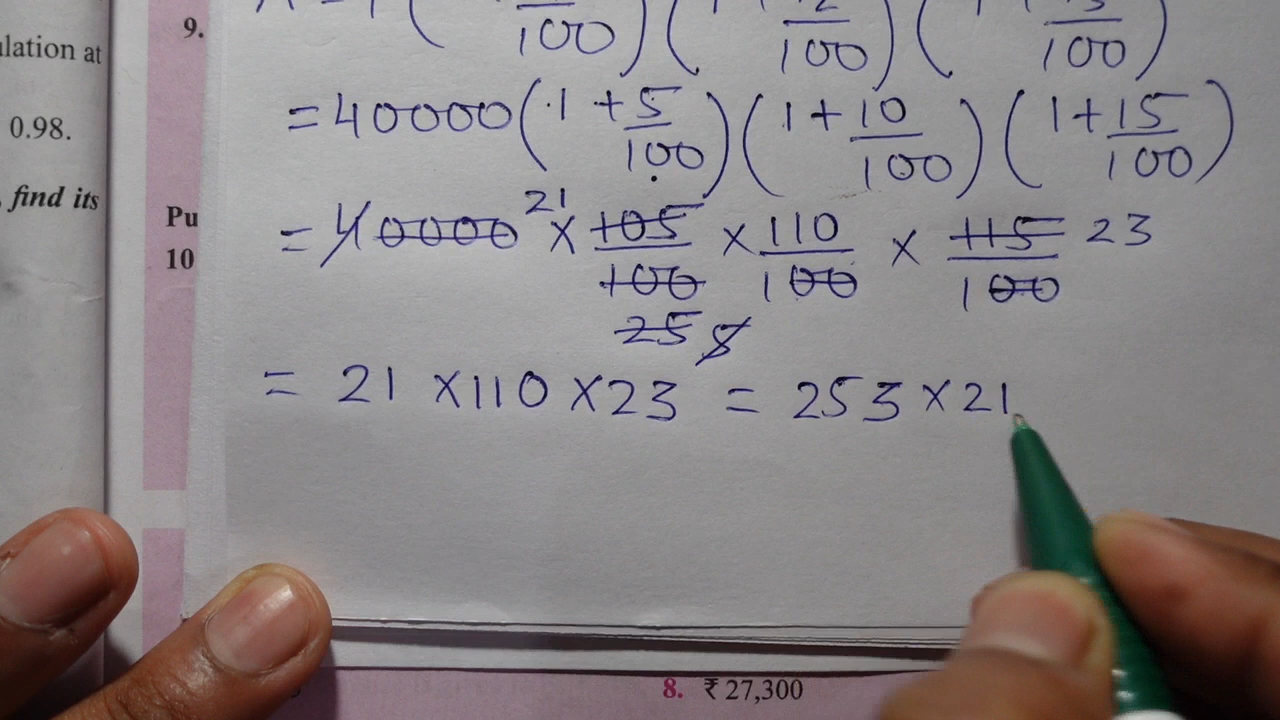 9.
lation at
0.98.
, find its
Pu
10
100 100 100
= 40000 ( 1 + 5/100 ) ( 1 + 10/100 ) ( 1 + 15/100 )
= 40000 × 105/100 × 110/100 × 115/100
21 23
25 5
= 21 × 110 × 23 = 253 × 21
8. ₹ 27,300